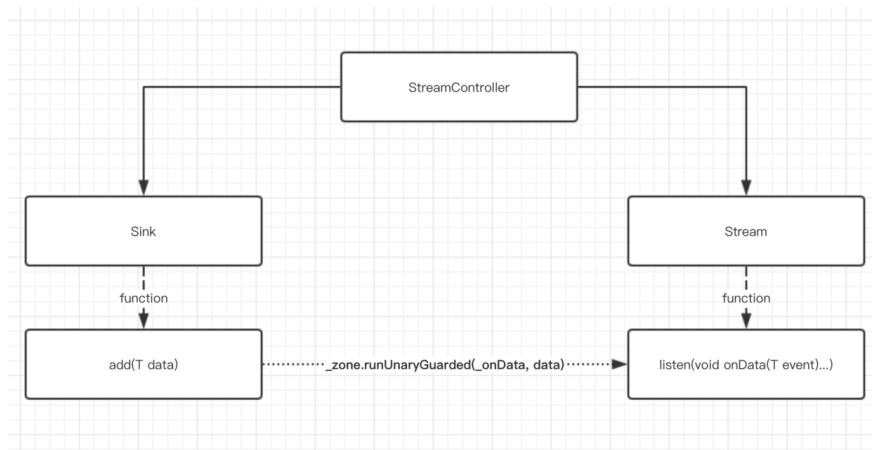 StreamController
Sink
Stream
function
function
add(T data)
_zone.runUnaryGuarded(_onData, data)
listen(void onData(T event)...)